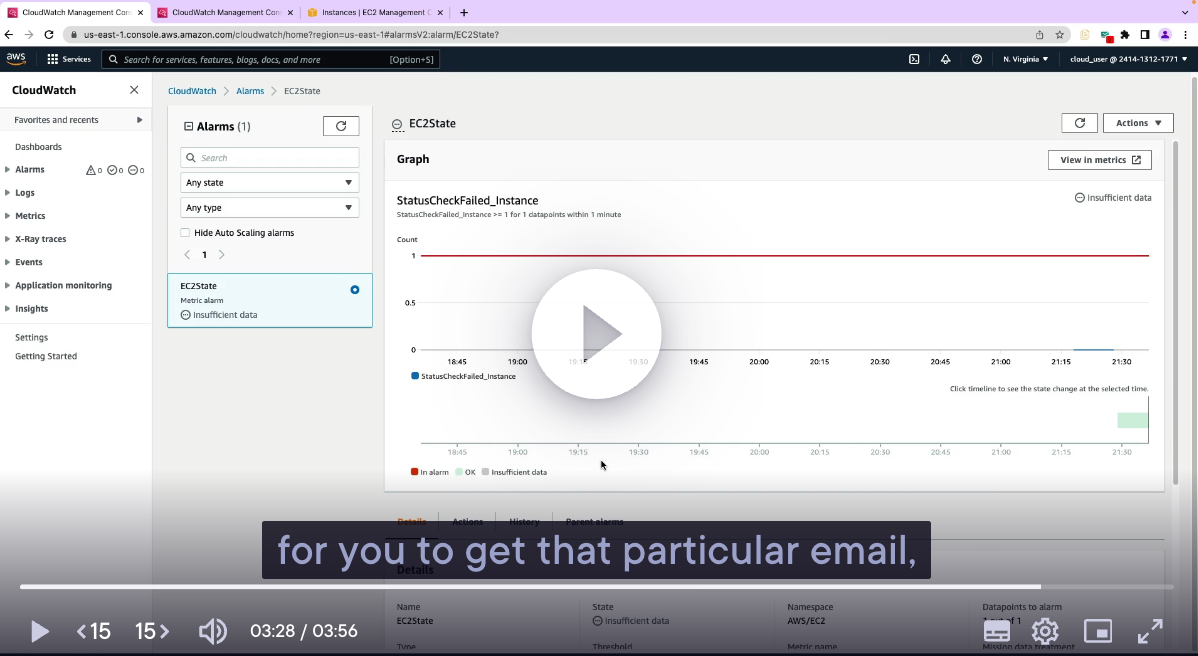 CloudWatch Management Con
CloudWatch Management Con
Instances | EC2 Management C
us-east-1.console.aws.amazon.com/cloudwatch/home?region=us-east-1#alarmsV2:alarm/EC2State?
aws
Services
Search for services, features, blogs, docs, and more
[Option+S]
N. Virginia
cloud_user @ 2414-1312-1771
CloudWatch
Favorites and recents
Dashboards
Alarms
0
0
0
Logs
Metrics
X-Ray traces
Events
Application monitoring
Insights
Settings
Getting Started
CloudWatch > Alarms > EC2State
Alarms (1)
Search
Any state
Any type
Hide Auto Scaling alarms
1
EC2State
Metric alarm
Insufficient data
EC2State
Actions
Graph
View in metrics
StatusCheckFailed_Instance
Insufficient data
StatusCheckFailed_Instance >= 1 for 1 datapoints within 1 minute
Count
1
0.5
0
18:45 19:00 19:15 19:30 19:45 20:00 20:15 20:30 20:45 21:00 21:15 21:30
StatusCheckFailed_Instance
Click timeline to see the state change at the selected time.
18:45 19:00 19:15 19:30 19:45 20:00 20:15 20:30 20:45 21:00 21:15 21:30
In alarm OK Insufficient data
Details Actions History Parent alarms
for you to get that particular email,
Details
Name State Namespace Datapoints to alarm
EC2State Insufficient data AWS/EC2 1 out of 1
Type Threshold Metric name Missing data treatment
15 15 03:28 / 03:56